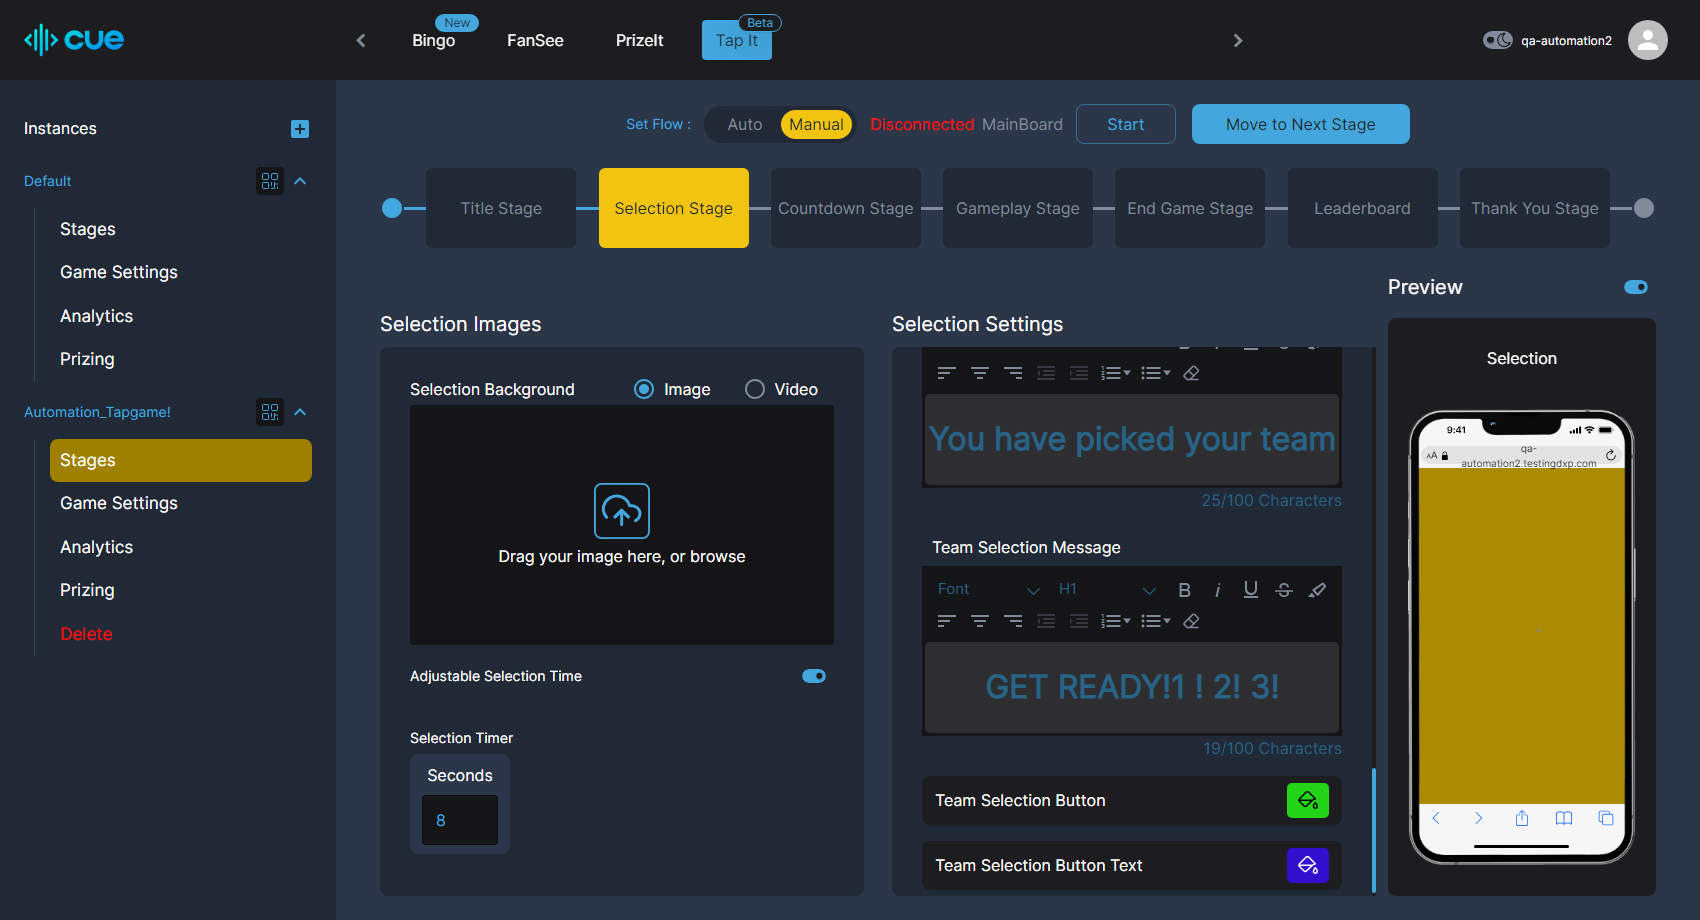 cue
Bingo
New
FanSee
PrizeIt
Tap It
Beta
qa-automation2
Instances
Default
Stages
Game Settings
Analytics
Prizing
Automation_Tapgame!
Stages
Game Settings
Analytics
Prizing
Delete
Set Flow :
Auto
Manual
Disconnected MainBoard
Start
Move to Next Stage
Title Stage
Selection Stage
Countdown Stage
Gameplay Stage
End Game Stage
Leaderboard
Thank You Stage
Selection Images
Selection Background
Image
Video
Drag your image here, or browse
Adjustable Selection Time
Selection Timer
Seconds
8
Selection Settings
You have picked your team
25/100 Characters
Team Selection Message
Font
H1
B i U S
GET READY!1 ! 2! 3!
19/100 Characters
Team Selection Button
Team Selection Button Text
Preview
Selection
9:41
AA
qa-
automation2.testingdxp.com